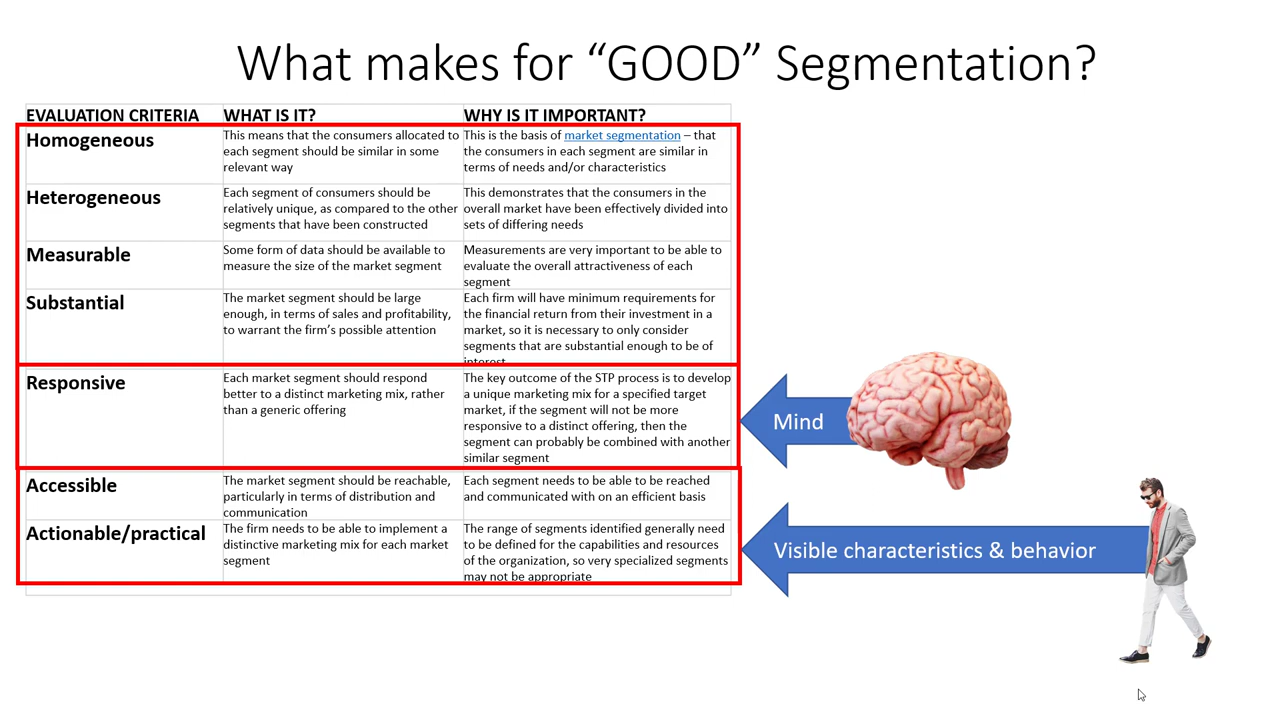 What makes for “GOOD” Segmentation?
EVALUATION CRITERIA
WHAT IS IT?
WHY IS IT IMPORTANT?
Homogeneous
This means that the consumers allocated to
each segment should be similar in some
relevant way
This is the basis of market segmentation – that
the consumers in each segment are similar in
terms of needs and/or characteristics
Heterogeneous
Each segment of consumers should be
relatively unique, as compared to the other
segments that have been constructed
This demonstrates that the consumers in the
overall market have been effectively divided into
sets of differing needs
Measurable
Some form of data should be available to
measure the size of the market segment
Measurements are very important to be able to
evaluate the overall attractiveness of each
segment
Substantial
The market segment should be large
enough, in terms of sales and profitability,
to warrant the firm’s possible attention
Each firm will have minimum requirements for
the financial return from their investment in a
market, so it is necessary to only consider
segments that are substantial enough to be of
interest
Responsive
Each market segment should respond
better to a distinct marketing mix, rather
than a generic offering
The key outcome of the STP process is to develop
a unique marketing mix for a specified target
market, if the segment will not be more
responsive to a distinct offering, then the
segment can probably be combined with another
similar segment
Mind
Accessible
The market segment should be reachable,
particularly in terms of distribution and
communication
Each segment needs to be able to be reached
and communicated with on an efficient basis
Actionable/practical
The firm needs to be able to implement a
distinctive marketing mix for each market
segment
The range of segments identified generally need
to be defined for the capabilities and resources
of the organization, so very specialized segments
may not be appropriate
Visible characteristics & behavior